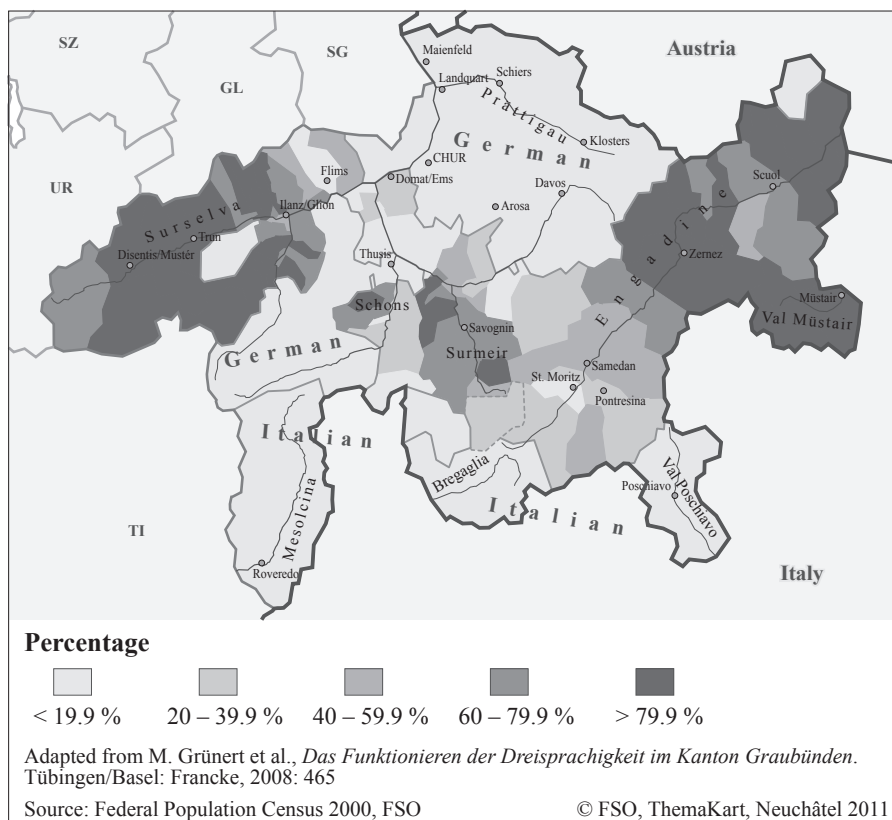 SZ
SG
Austria
Maienfeld
Landquart
Schiers
GL
Prättigau
Klosters
German
UR
CHUR
Flims
Domat/Ems
Davos
Scuol
Arosa
Ilanz/Glion
Surselva
Trun
Disentis/Mustér
Thusis
Engadine
Zernez
Schons
Müstair
Val Müstair
Savognin
German
Surmeir
Samedan
St. Moritz
Pontresina
Italian
Bregaglia
Val Poschiavo
Poschiavo
Italian
TI
Mesolcina
Roveredo
Italy
Percentage
< 19.9 % 20 – 39.9 % 40 – 59.9 % 60 – 79.9 % > 79.9 %
Adapted from M. Grünert et al., Das Funktionieren der Dreisprachigkeit im Kanton Graubünden.
Tübingen/Basel: Francke, 2008: 465
Source: Federal Population Census 2000, FSO © FSO, ThemaKart, Neuchâtel 2011